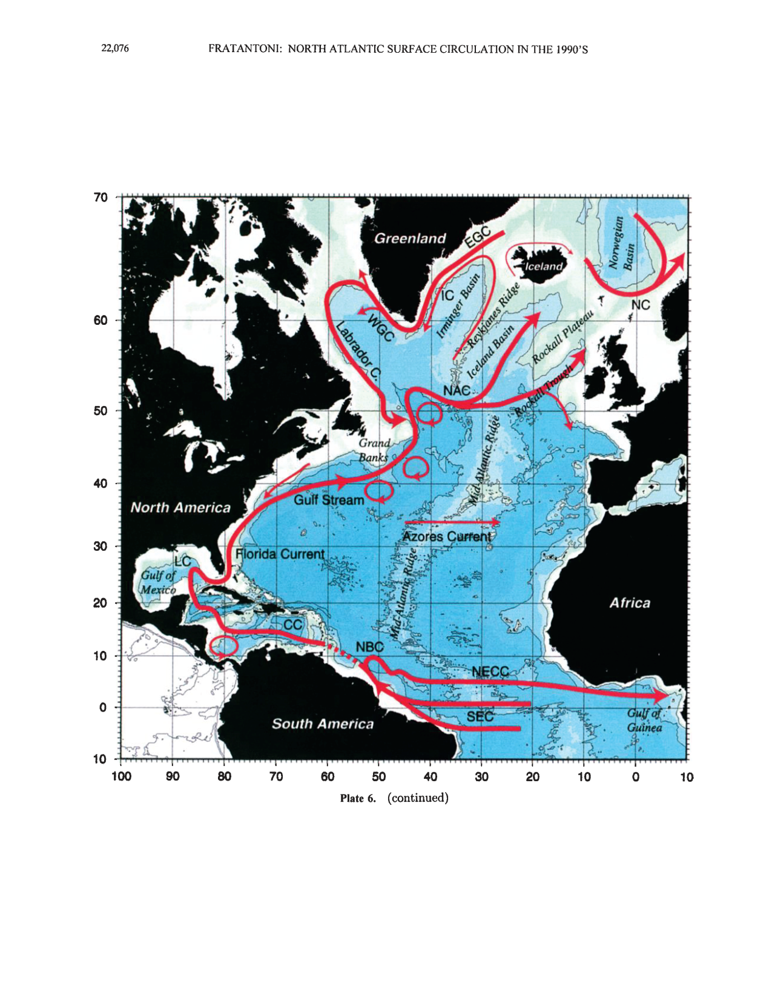 22,076 FRATANTONI: NORTH ATLANTIC SURFACE CIRCULATION IN THE 1990'S
70
60
50
40
30
20
10
0
10
Greenland
EGC
Iceland
Norwegian
Basin
NC
IC
Irminger Basin
Reykjanes Ridge
Iceland Basin
Rockall Plateau
Rockall Trough
WGC
Labrador C.
NAC
Grand
Banks
Mid-Atlantic Ridge
Gulf Stream
North America
Azores Current
Florida Current
LC
Gulf of
Mexico
Mid-Atlantic Ridge
Africa
CC
NBC
NECC
SEC
South America
Gulf of
Guinea
100 90 80 70 60 50 40 30 20 10 0 10
Plate 6. (continued)